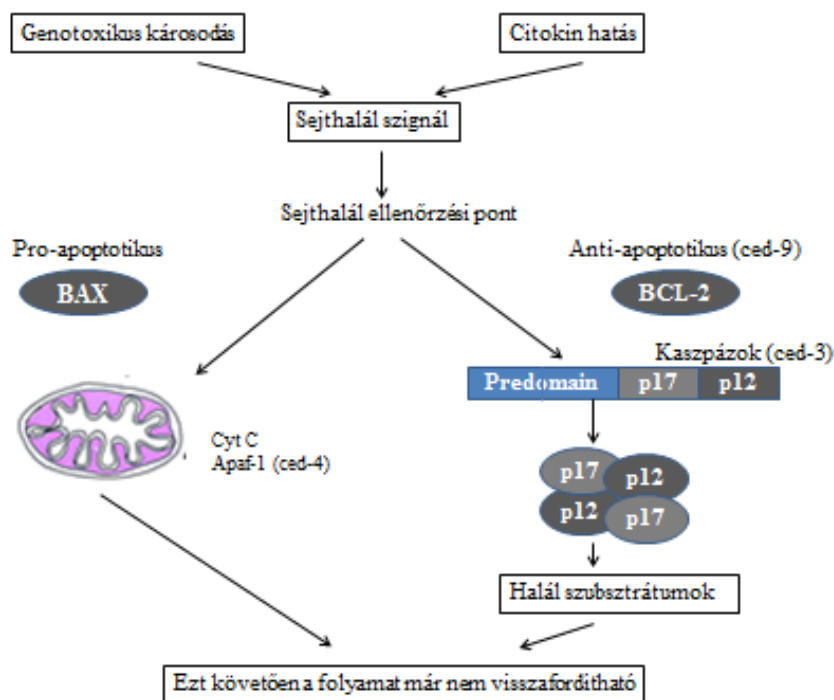 Genotoxikus károsodás
Citokin hatás
Sejthalál szignál
Sejthalál ellenőrzési pont
Pro-apoptotikus
Anti-apoptotikus (ced-9)
BAX
BCL-2
Kaszpázok (ced-3)
Predomain p17 p12
Cyt C
Apaf-1 (ced-4)
p17 p12
p12 p17
Halál szubsztrátumok
Ezt követően a folyamat már nem visszafordítható